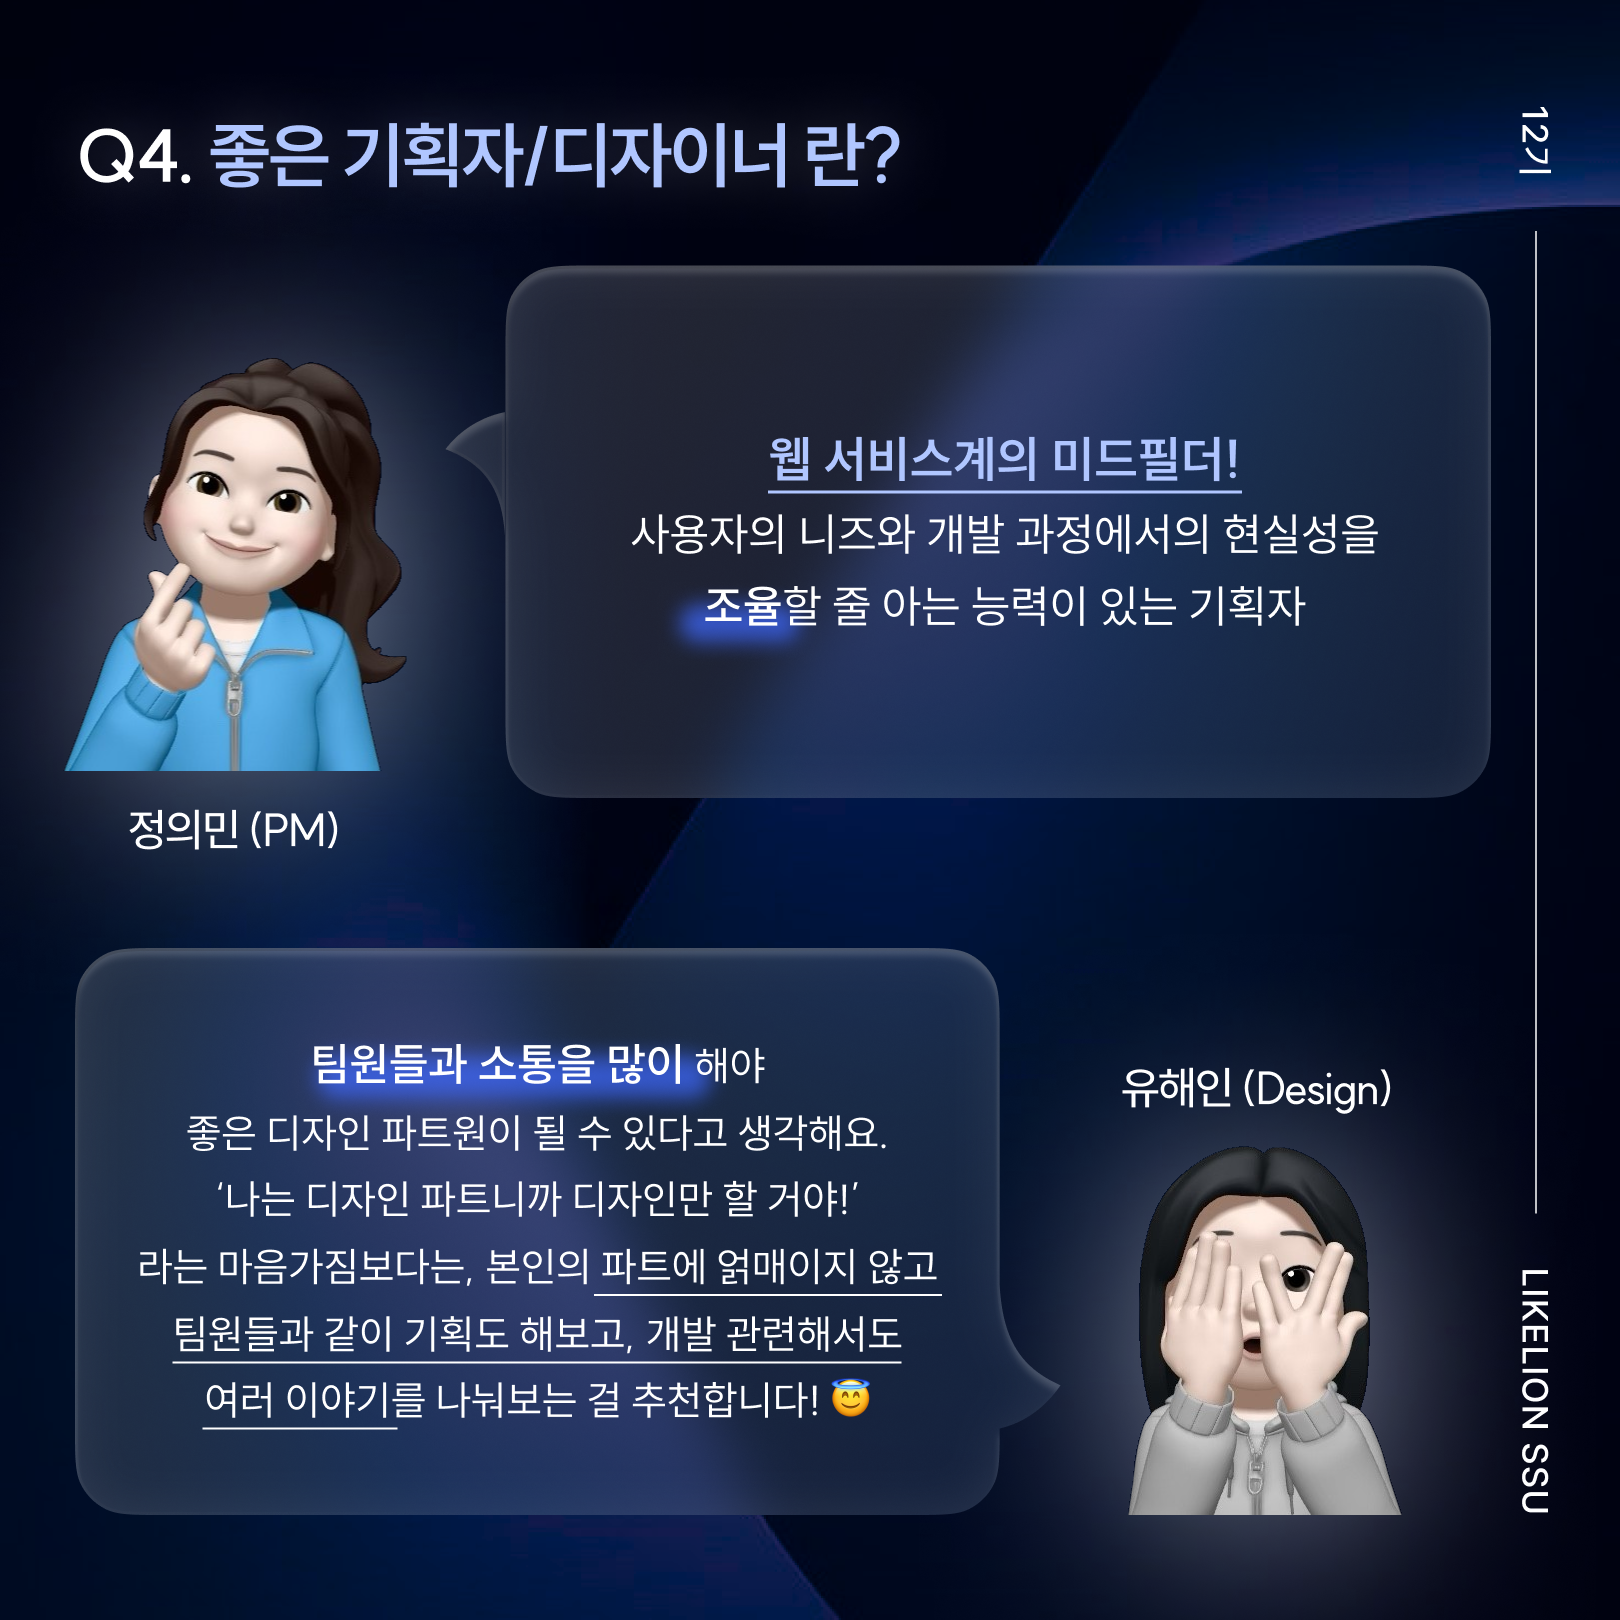 Q4. 좋은 기획자/디자이너 란?
12기
웹 서비스계의 미드필더!
사용자의 니즈와 개발 과정에서의 현실성을
조율할 줄 아는 능력이 있는 기획자
정의민 (PM)
팀원들과 소통을 많이 해야
좋은 디자인 파트원이 될 수 있다고 생각해요.
‘나는 디자인 파트니까 디자인만 할 거야!’
라는 마음가짐보다는, 본인의 파트에 얽매이지 않고
팀원들과 같이 기획도 해보고, 개발 관련해서도
여러 이야기를 나눠보는 걸 추천합니다! 😇
유해인 (Design)
LIKELION SSU